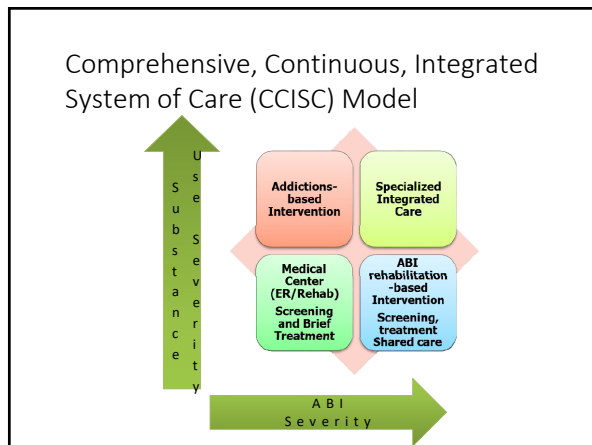 Comprehensive, Continuous, Integrated
System of Care (CCISC) Model
Substance
Use Severity
Addictions-
based
Intervention
Specialized
Integrated
Care
Medical
Center
(ER/Rehab)
Screening
and Brief
Treatment
ABI
rehabilitation
-based
Intervention
Screening,
treatment
Shared care
ABI
Severity